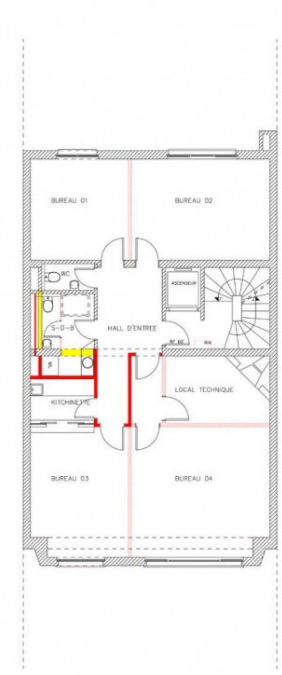 BUREAU 01
BUREAU 02
WC
ASCENSEUR
S-D-B
HALL D'ENTREE
LOCAL TECHNIQUE
KITCHINETTE
BUREAU 03
BUREAU 04